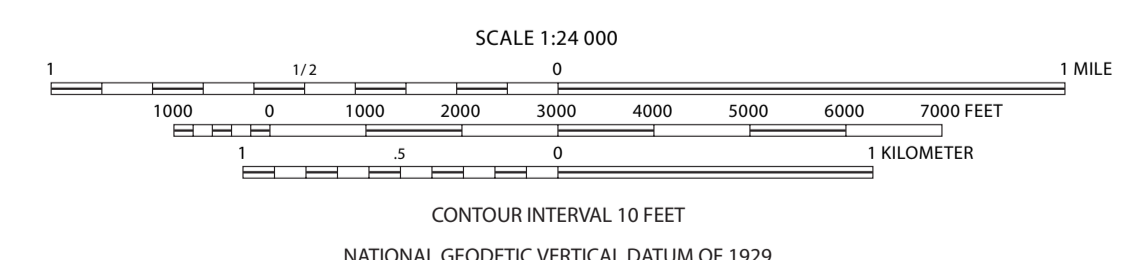 SCALE 1:24 000
1 1/2 0 1 MILE
1000 0 1000 2000 3000 4000 5000 6000 7000 FEET
1 .5 0 1 KILOMETER
CONTOUR INTERVAL 10 FEET
NATIONAL GEODETIC VERTICAL DATUM OF 1929